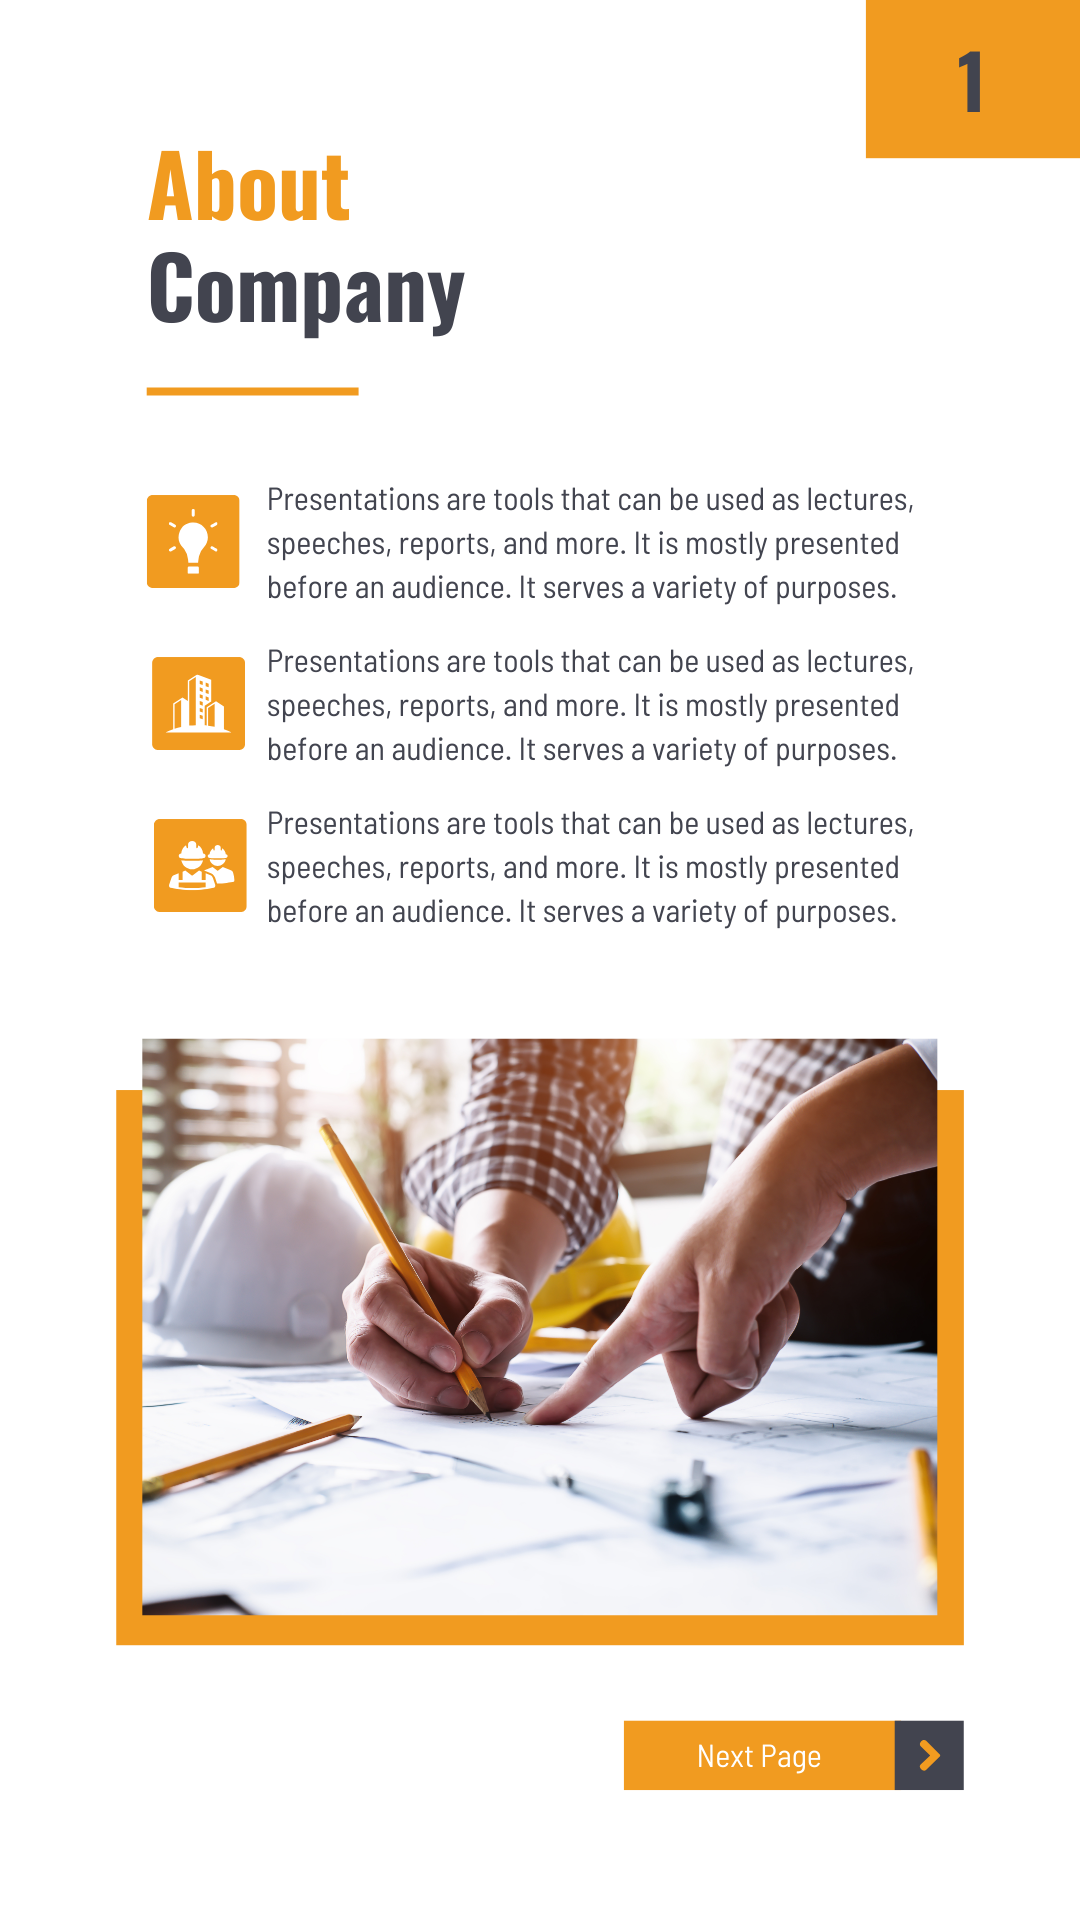 1
About
Company
Presentations are tools that can be used as lectures,
speeches, reports, and more. It is mostly presented
before an audience. It serves a variety of purposes.
Presentations are tools that can be used as lectures,
speeches, reports, and more. It is mostly presented
before an audience. It serves a variety of purposes.
Presentations are tools that can be used as lectures,
speeches, reports, and more. It is mostly presented
before an audience. It serves a variety of purposes.
Next Page